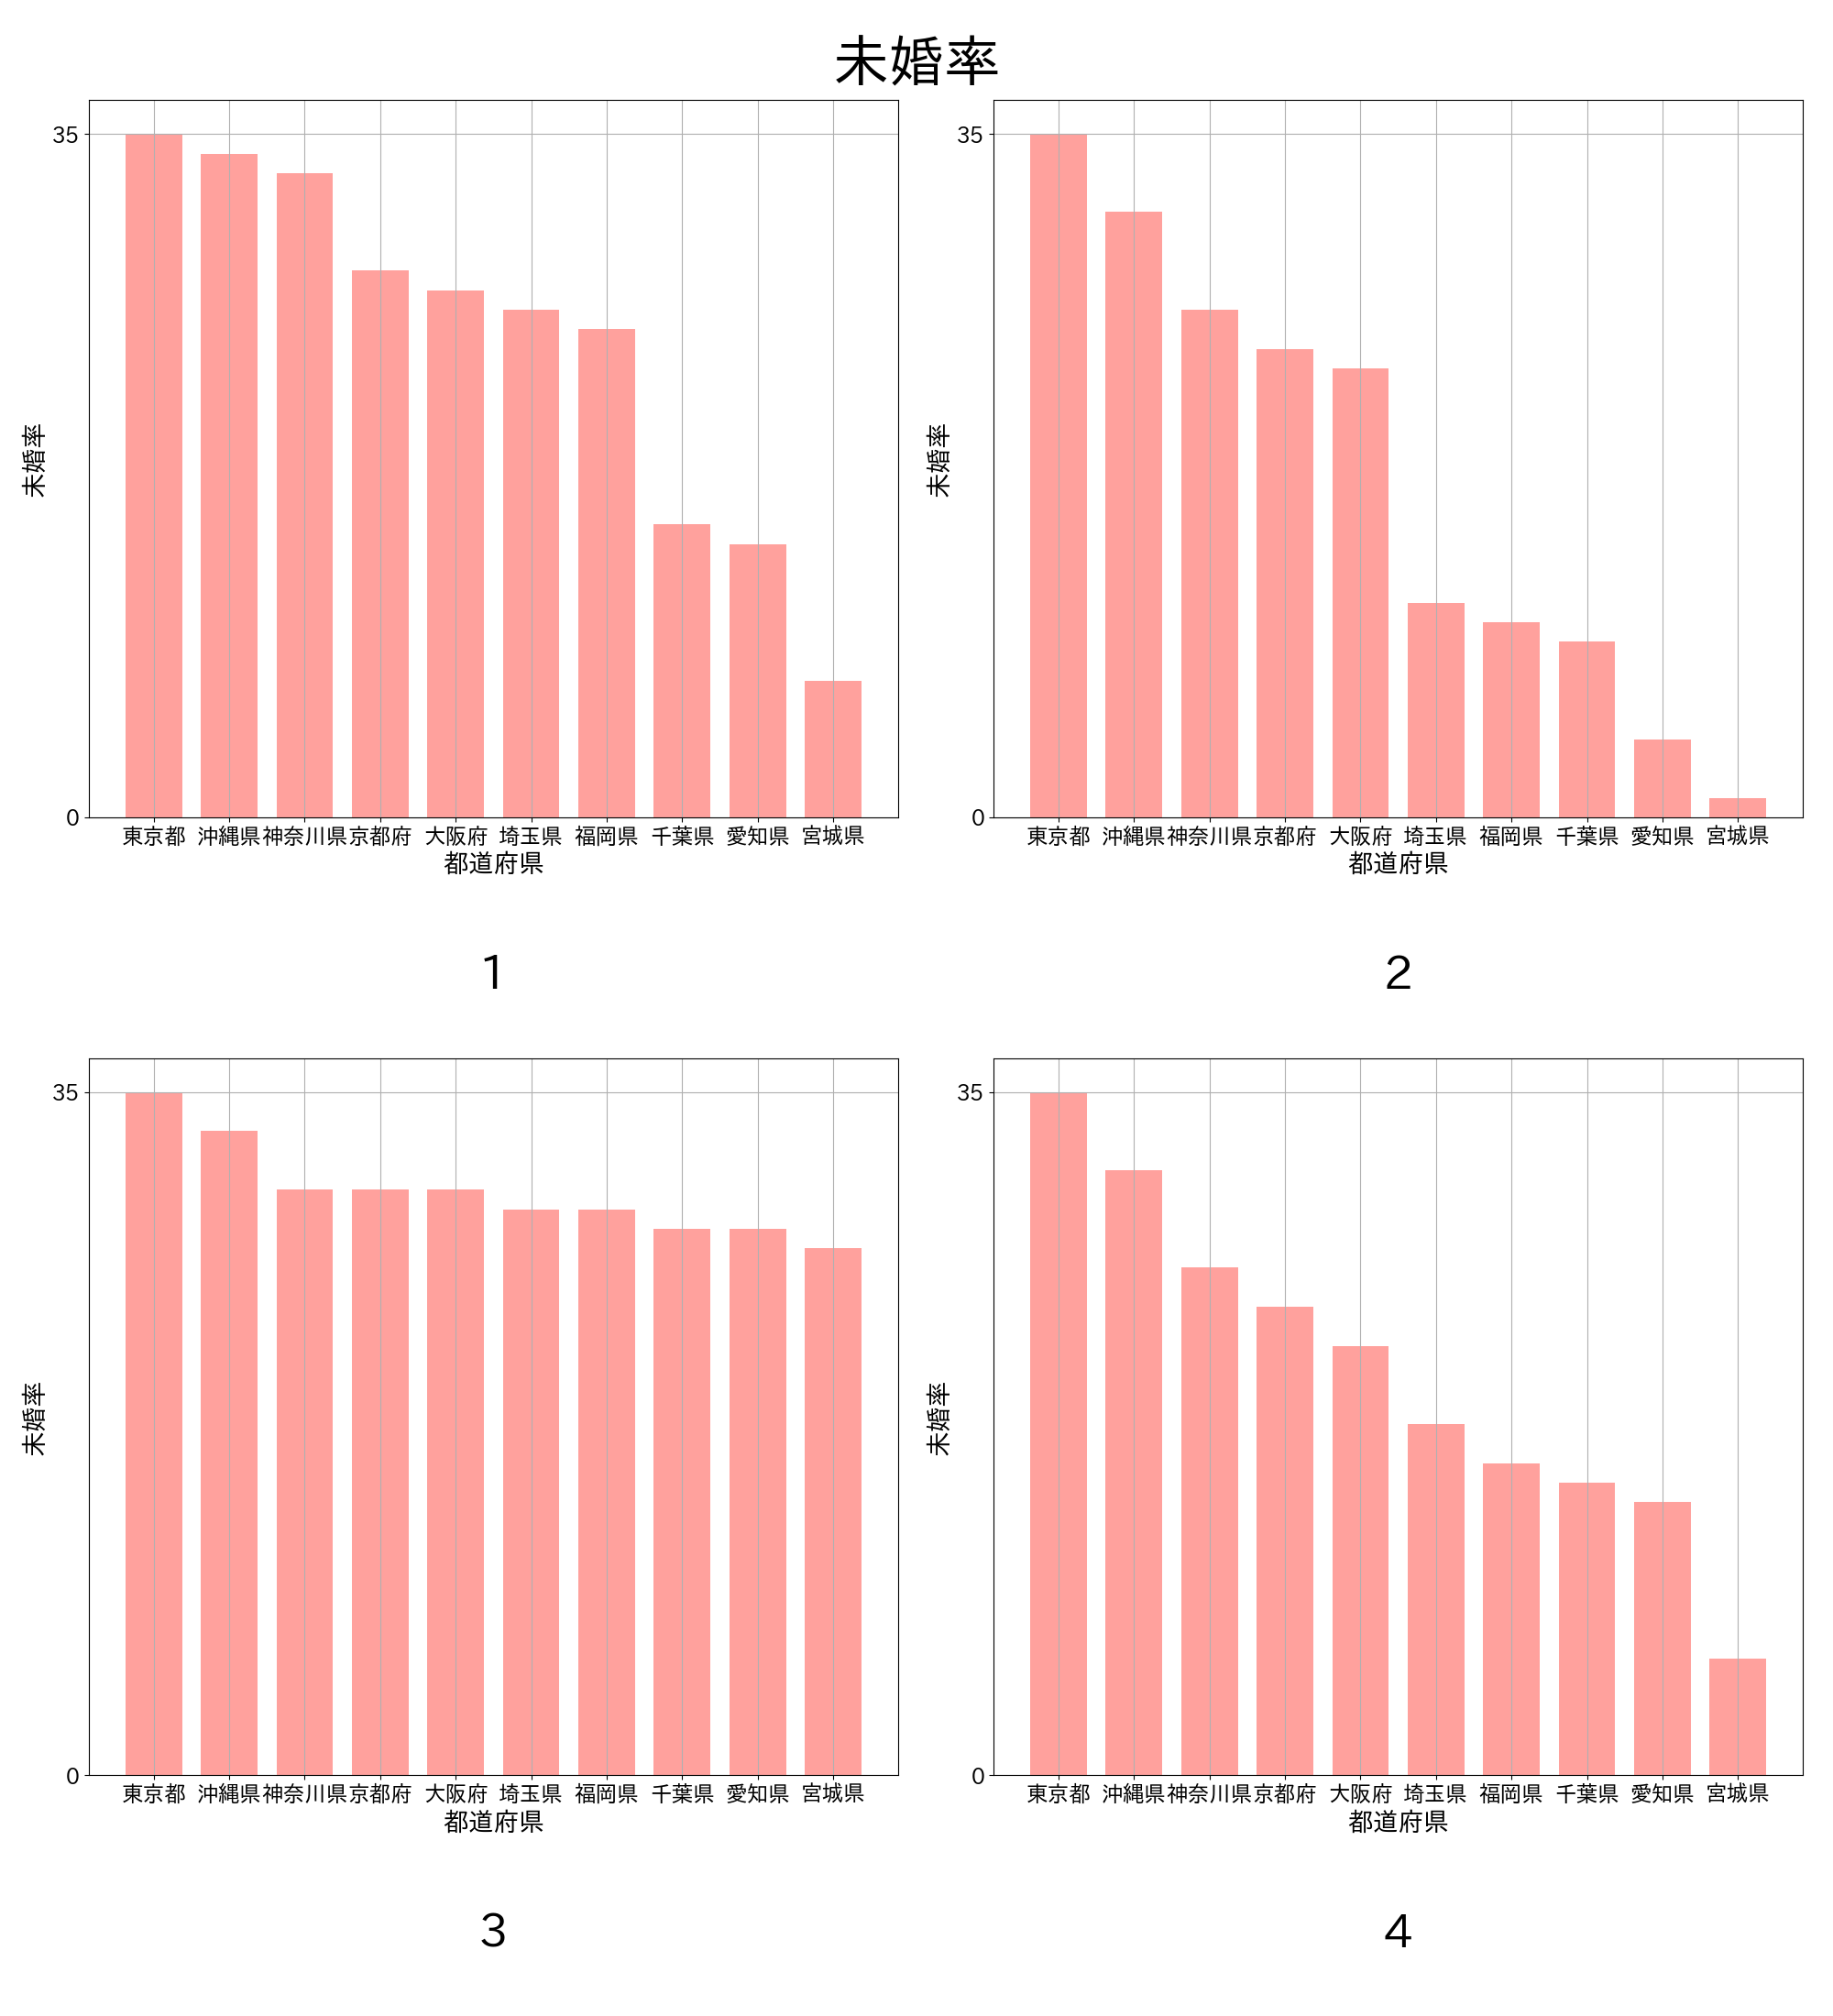 未婚率
35
0
未婚率
東京都 沖縄県 神奈川県 京都府 大阪府 埼玉県 福岡県 千葉県 愛知県 宮城県
都道府県
1
35
0
未婚率
東京都 沖縄県 神奈川県 京都府 大阪府 埼玉県 福岡県 千葉県 愛知県 宮城県
都道府県
2
35
0
未婚率
東京都 沖縄県 神奈川県 京都府 大阪府 埼玉県 福岡県 千葉県 愛知県 宮城県
都道府県
3
35
0
未婚率
東京都 沖縄県 神奈川県 京都府 大阪府 埼玉県 福岡県 千葉県 愛知県 宮城県
都道府県
4